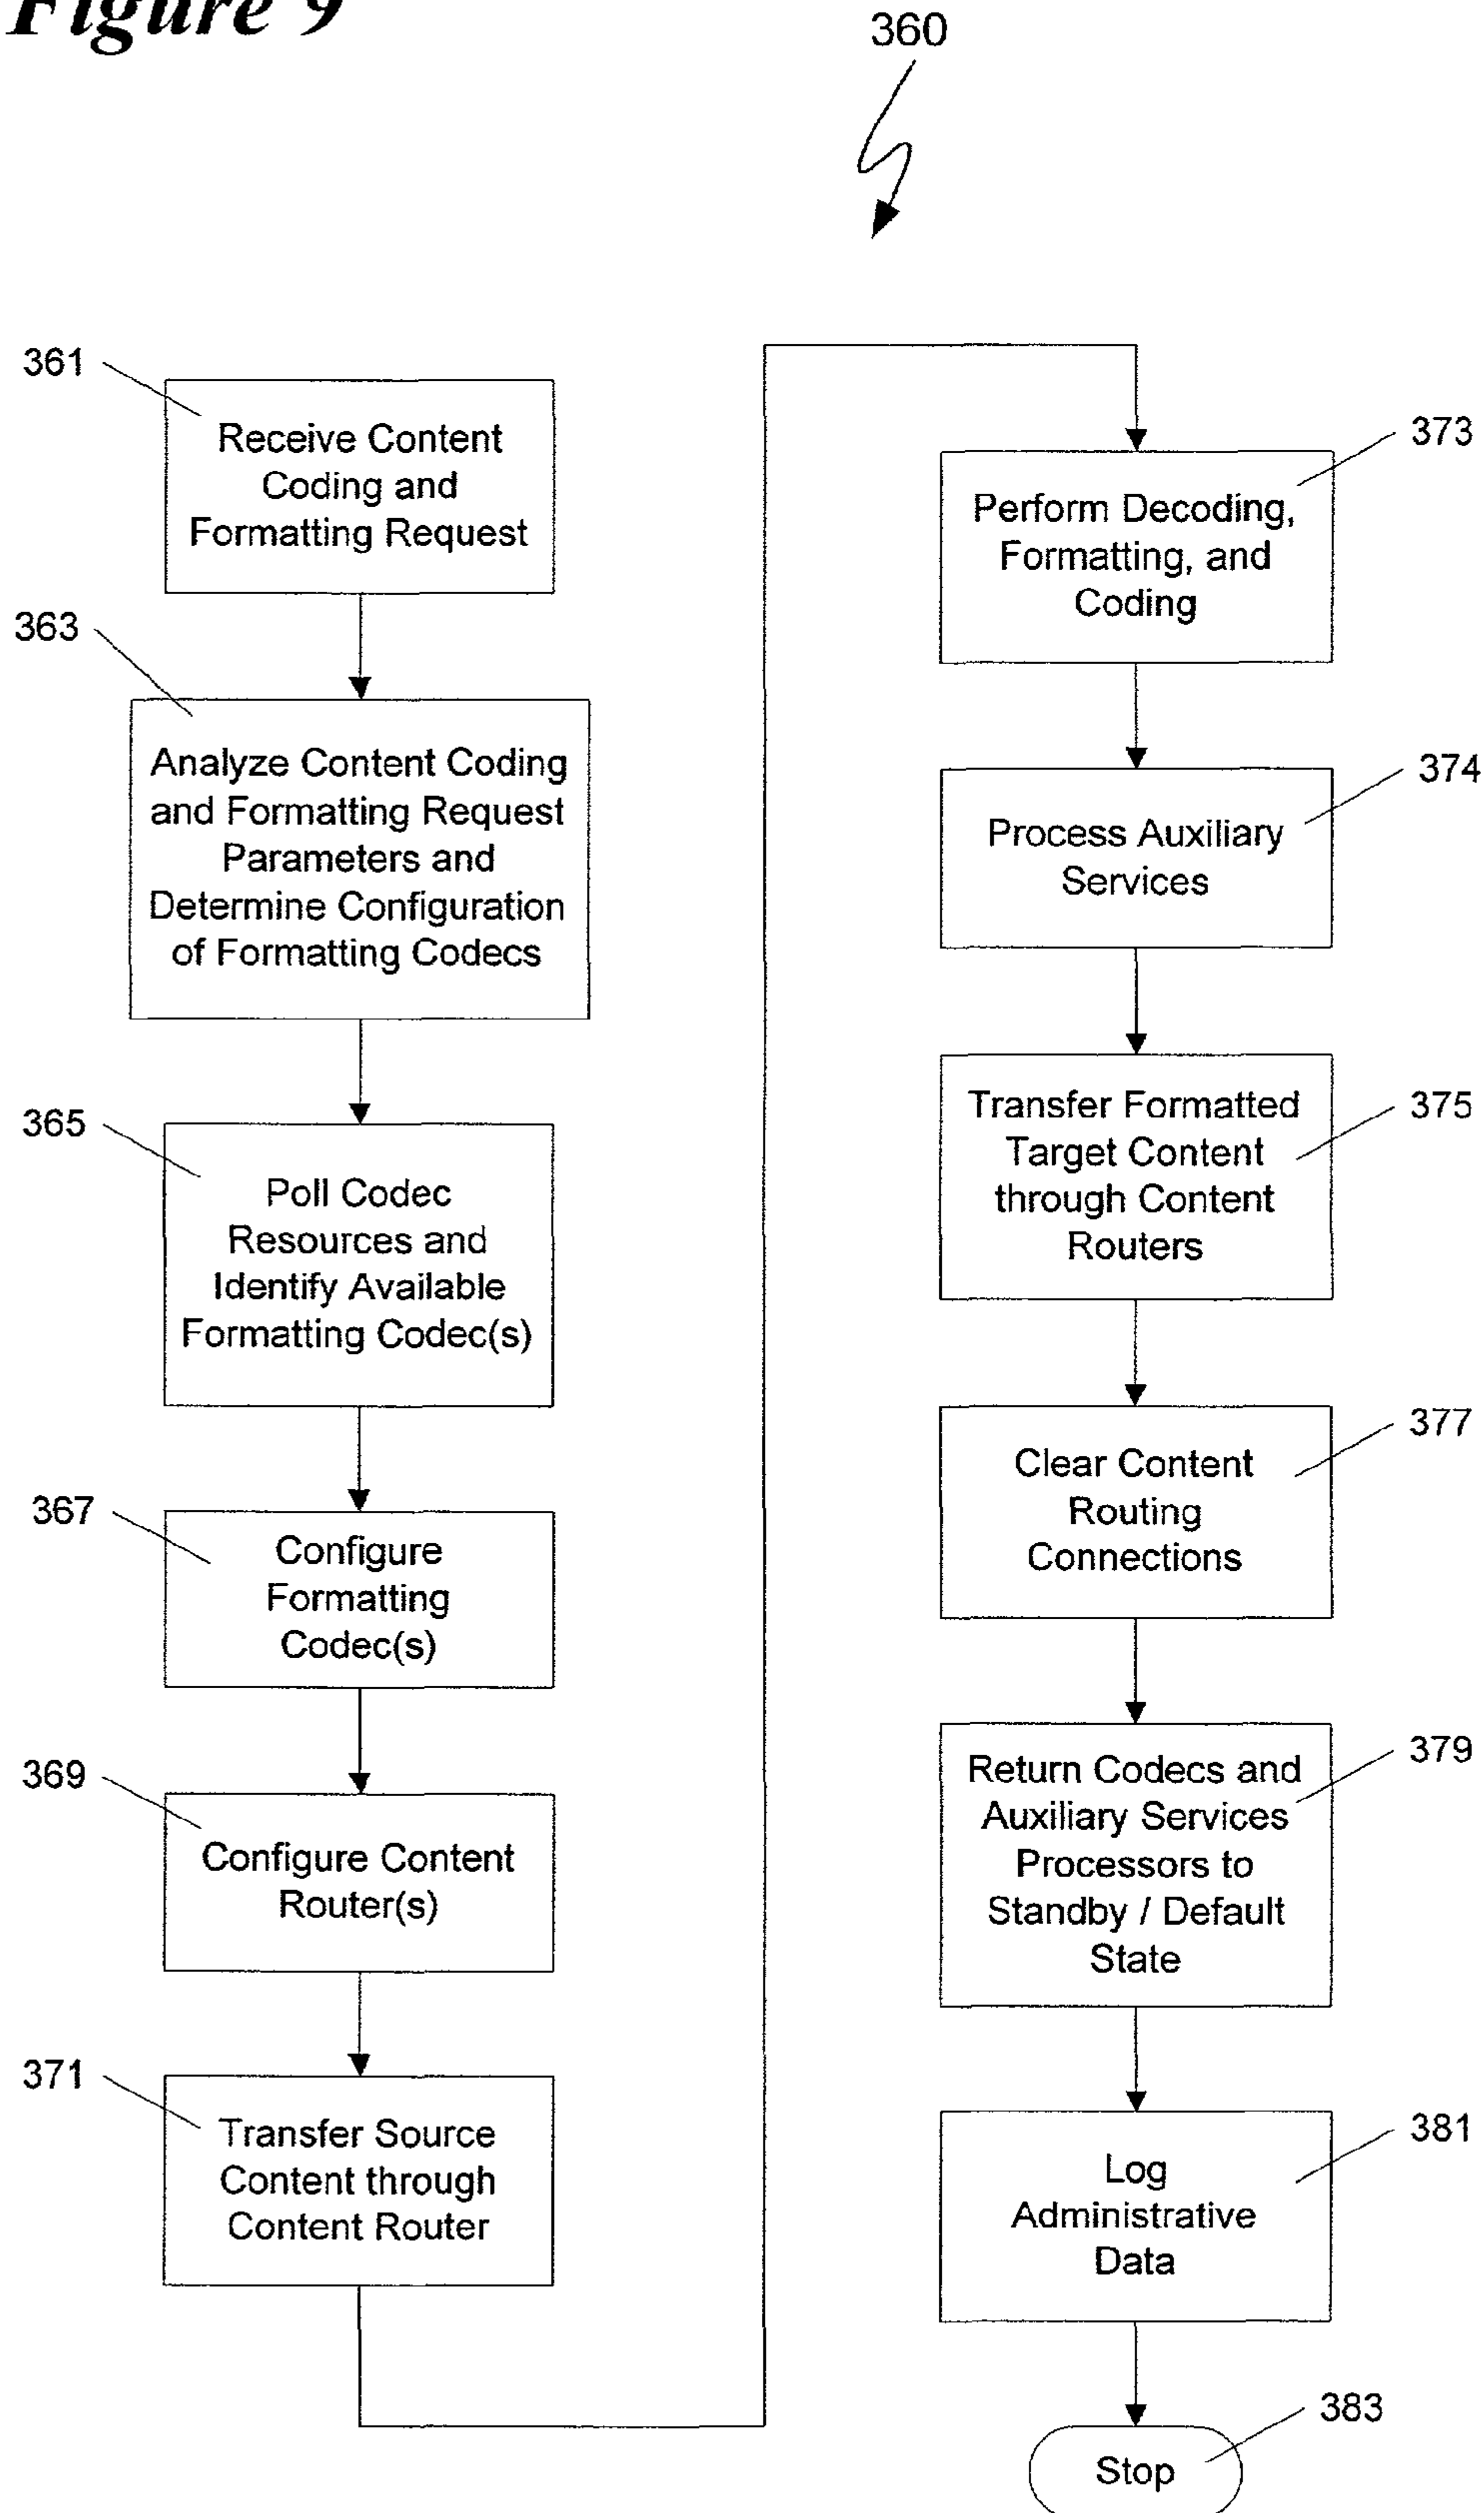 Figure 9
360
361
Receive Content
Coding and
Formatting Request
363
Analyze Content Coding
and Formatting Request
Parameters and
Determine Configuration
of Formatting Codecs
365
Poll Codec
Resources and
Identify Available
Formatting Codec(s)
367
Configure
Formatting
Codec(s)
369
Configure Content
Router(s)
371
Transfer Source
Content through
Content Router
373
Perform Decoding,
Formatting, and
Coding
374
Process Auxiliary
Services
375
Transfer Formatted
Target Content
through Content
Routers
377
Clear Content
Routing
Connections
379
Return Codecs and
Auxiliary Services
Processors to
Standby / Default
State
381
Log
Administrative
Data
383
Stop